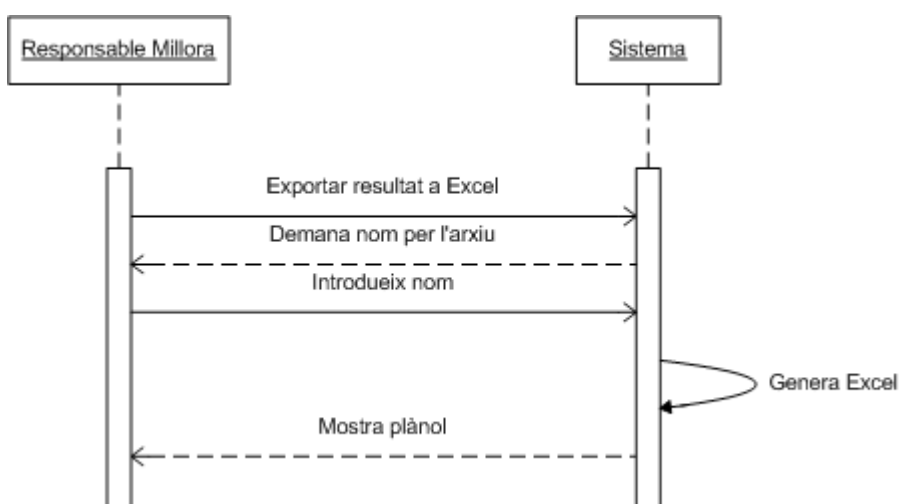 Responsable Millora
Sistema
Exportar resultat a Excel
Demana nom per l'arxiu
Introdueix nom
Genera Excel
Mostra plànol